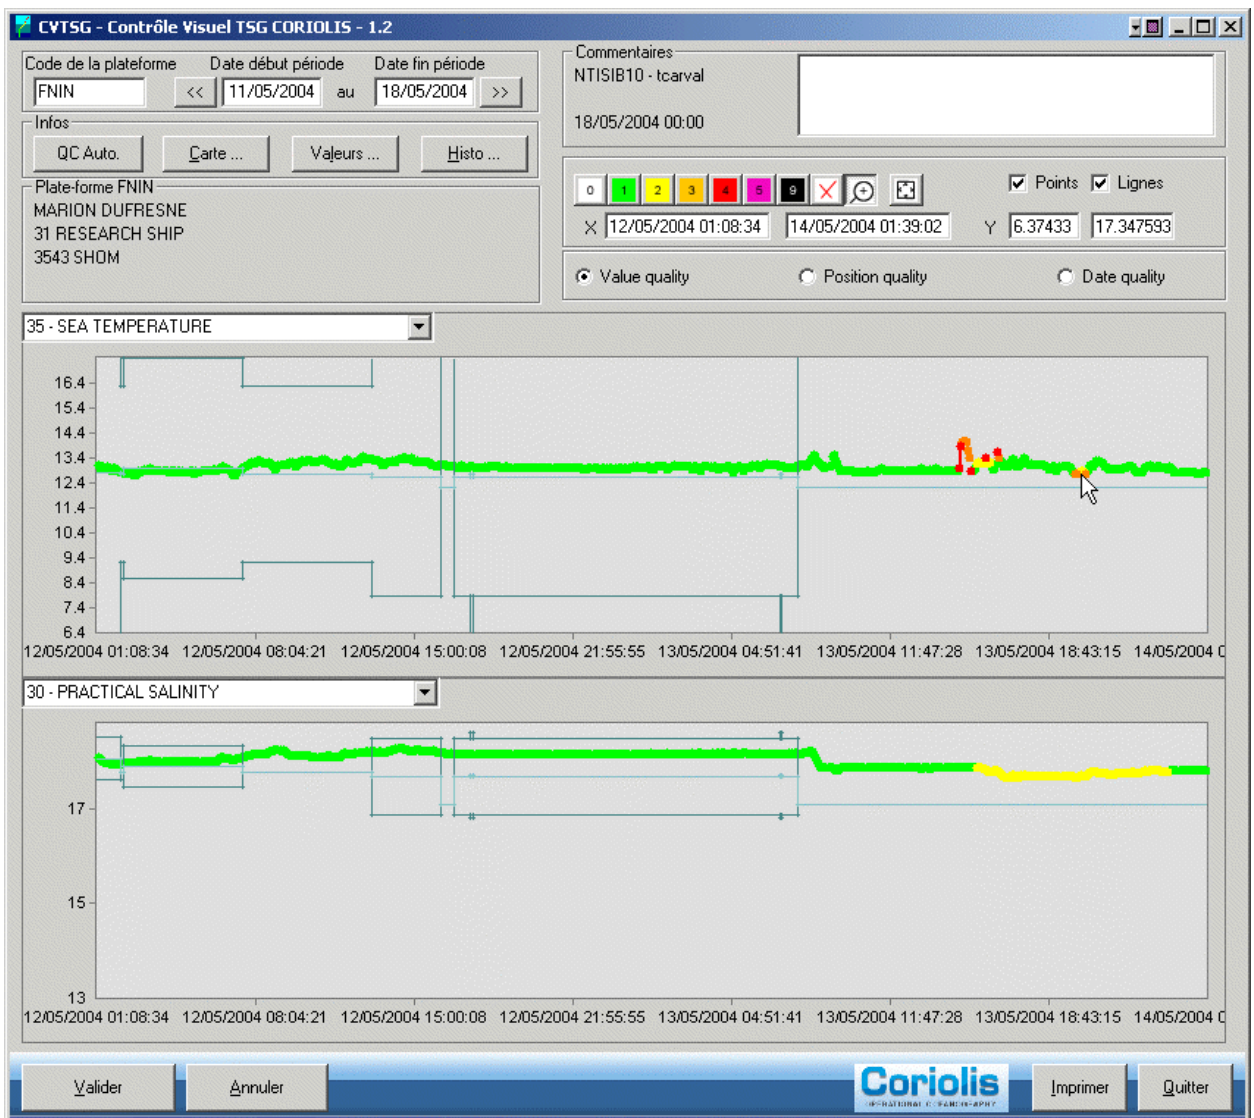 CVTSG - Contrôle Visuel TSG CORIOLIS - 1.2
Code de la plateforme Date début période Date fin période
FNIN << 11/05/2004 au 18/05/2004 >>
Infos
QC Auto. Carte ... Valeurs ... Histo ...
Plate-forme FNIN
MARION DUFRESNE
31 RESEARCH SHIP
3543 SHOM
Commentaires
NTISIB10 - tcarval
18/05/2004 00:00
0 1 2 3 4 5 9 Points Lignes
X 12/05/2004 01:08:34 14/05/2004 01:39:02 Y 6.37433 17.347593
Value quality Position quality Date quality
35 - SEA TEMPERATURE
16.4
15.4
14.4
13.4
12.4
11.4
10.4
9.4
8.4
7.4
6.4
12/05/2004 01:08:34 12/05/2004 08:04:21 12/05/2004 15:00:08 12/05/2004 21:55:55 13/05/2004 04:51:41 13/05/2004 11:47:28 13/05/2004 18:43:15 14/05/2004
30 - PRACTICAL SALINITY
17
15
13
12/05/2004 01:08:34 12/05/2004 08:04:21 12/05/2004 15:00:08 12/05/2004 21:55:55 13/05/2004 04:51:41 13/05/2004 11:47:28 13/05/2004 18:43:15 14/05/2004
Valider Annuler Coriolis Imprimer Quitter